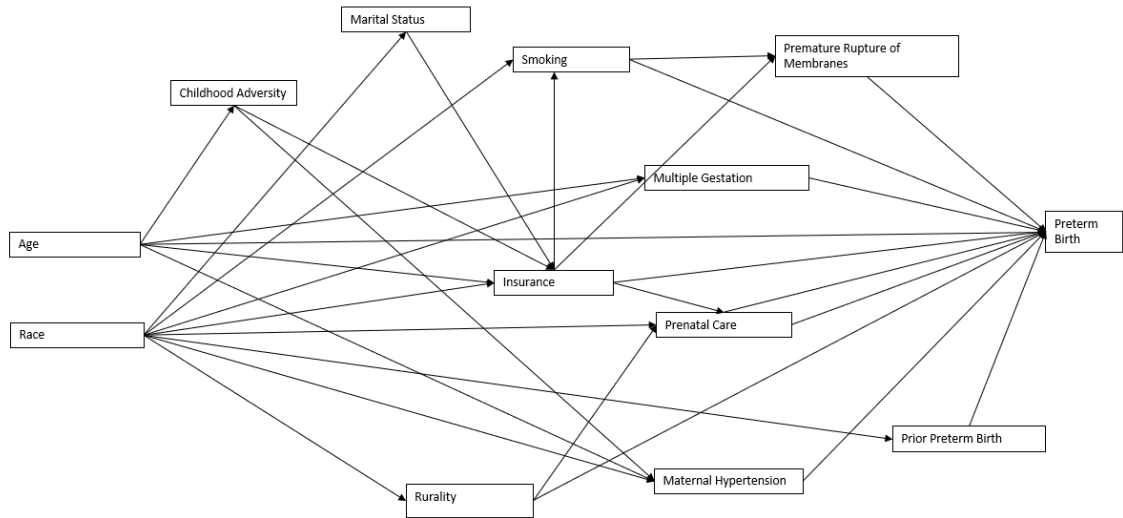 Marital Status
Smoking
Premature Rupture of
Membranes
Childhood Adversity
Multiple Gestation
Age
Preterm
Birth
Insurance
Race
Prenatal Care
Prior Preterm Birth
Maternal Hypertension
Rurality